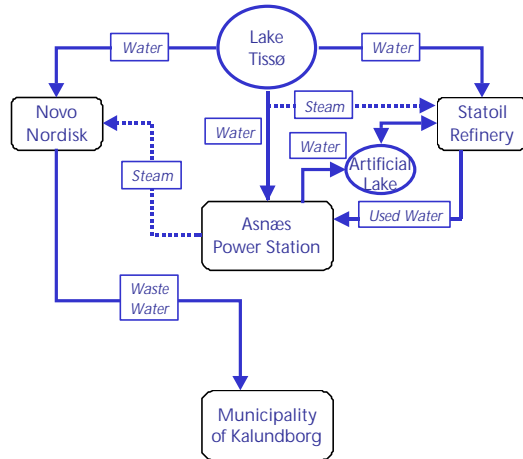 Water
Lake
Tissø
Water
Novo
Nordisk
Steam
Statoil
Refinery
Water
Water
Artificial
Lake
Steam
Asnæs
Power Station
Used Water
Waste
Water
Municipality
of Kalundborg